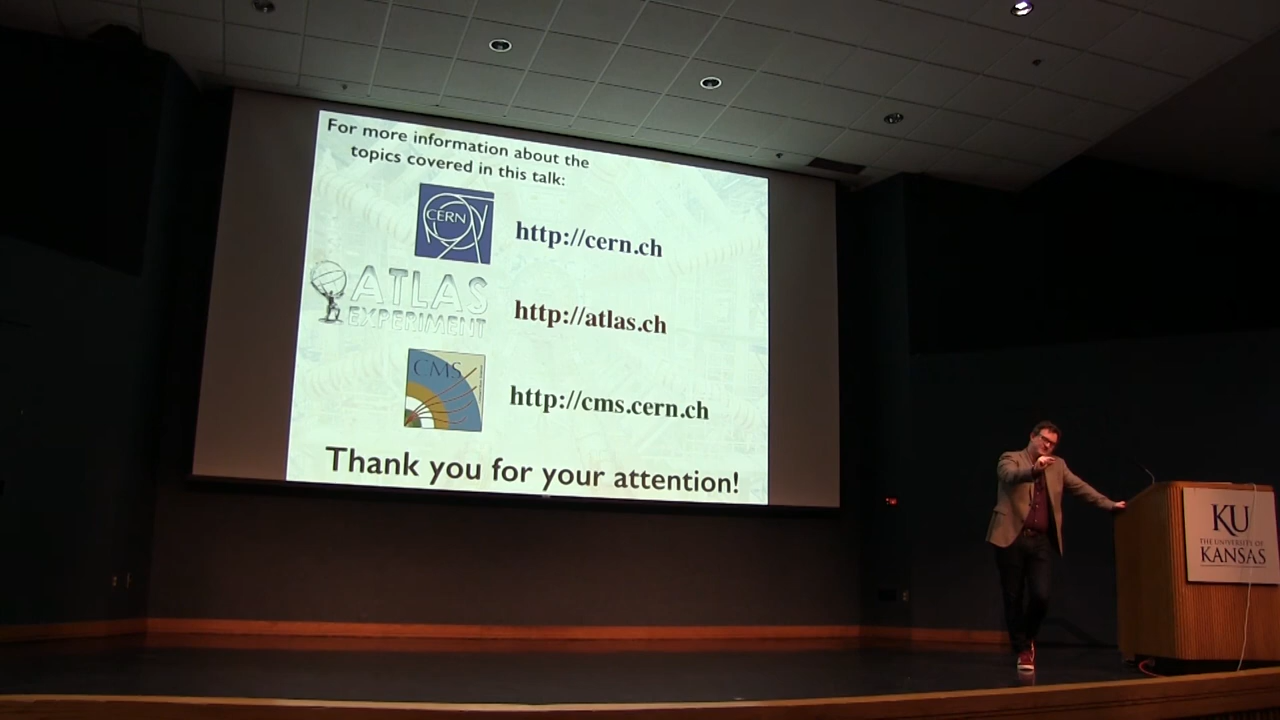 For more information about the
topics covered in this talk:
CERN
http://cern.ch
ATLAS
EXPERIMENT
http://atlas.ch
CMS
http://cms.cern.ch
Thank you for your attention!
KU
THE UNIVERSITY OF
KANSAS